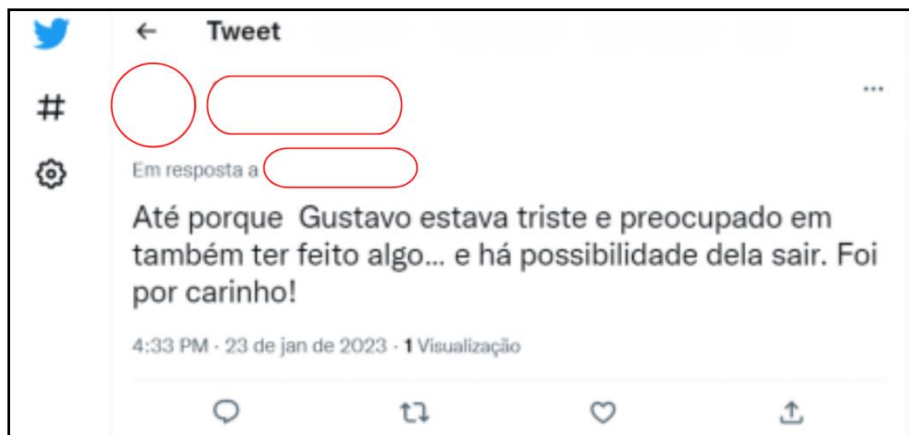 Tweet
Em resposta a
Até porque  Gustavo estava triste e preocupado em
também ter feito algo... e há possibilidade dela sair. Foi
por carinho!
4:33 PM · 23 de jan de 2023 · 1 Visualização